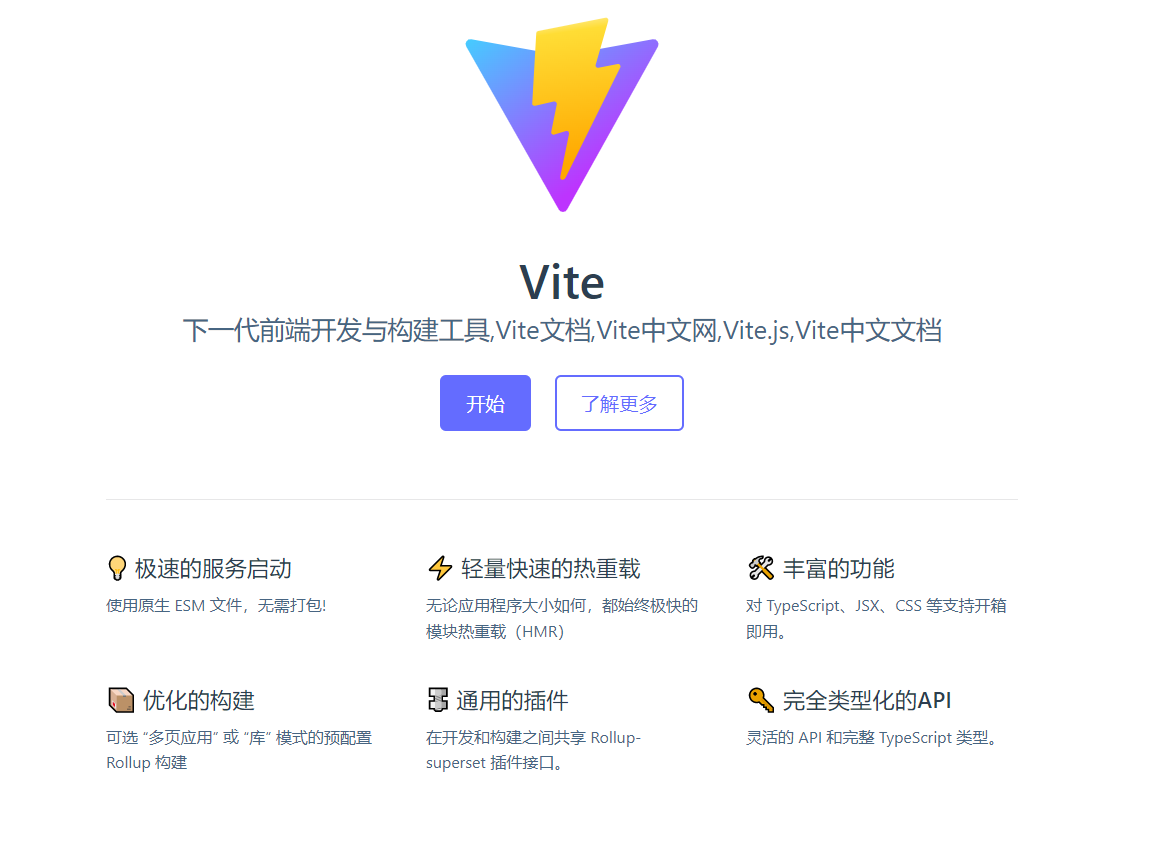 Vite
下一代前端开发与构建工具,Vite文档,Vite中文网,Vite.js,Vite中文文档
开始
了解更多
极速的服务启动
使用原生 ESM 文件，无需打包!
轻量快速的热重载
无论应用程序大小如何，都始终极快的
模块热重载（HMR）
丰富的功能
对 TypeScript、JSX、CSS 等支持开箱
即用。
优化的构建
可选 “多页应用” 或 “库” 模式的预配置
Rollup 构建
通用的插件
在开发和构建之间共享 Rollup-
superset 插件接口。
完全类型化的API
灵活的 API 和完整 TypeScript 类型。